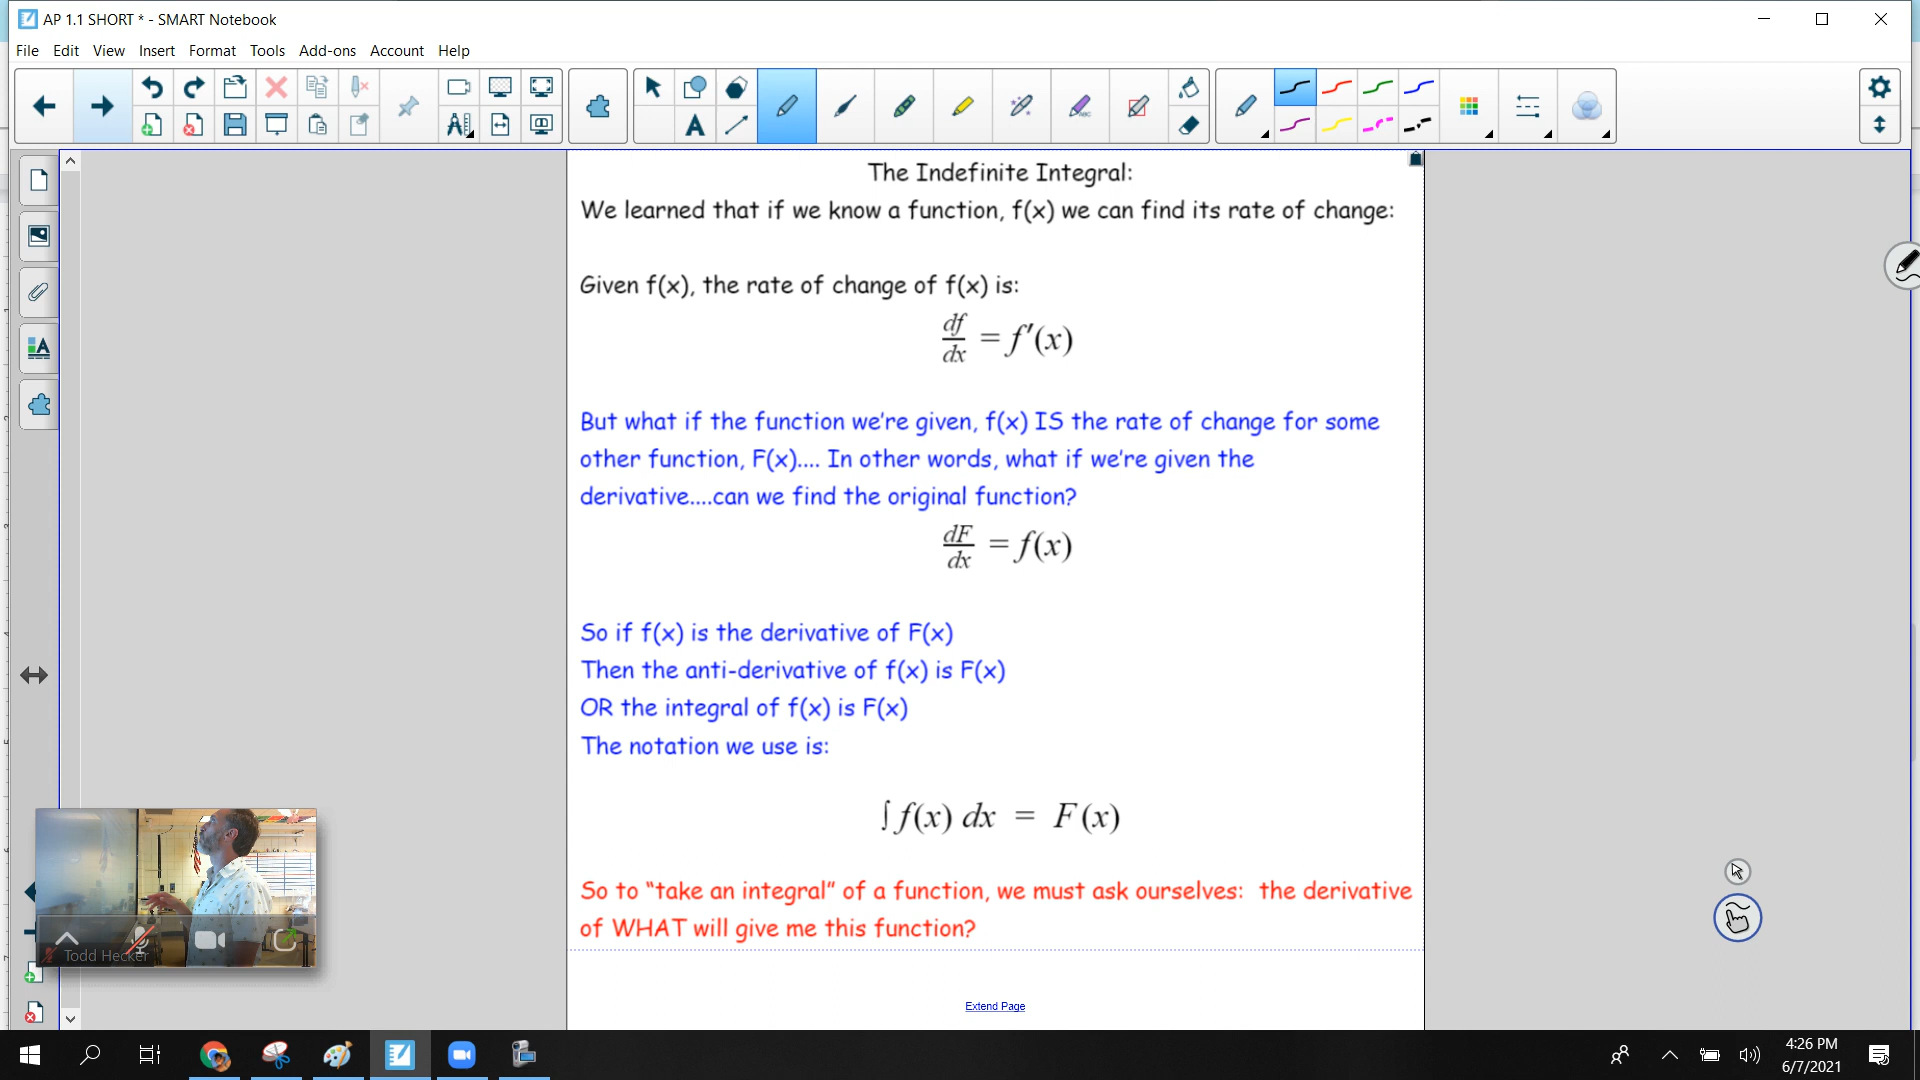 AP 1.1 SHORT * - SMART Notebook
File Edit View Insert Format Tools Add-ons Account Help
The Indefinite Integral:
We learned that if we know a function, f(x) we can find its rate of change:
Given f(x), the rate of change of f(x) is:
df/dx = f'(x)
But what if the function we're given, f(x) IS the rate of change for some
other function, F(x).... In other words, what if we're given the
derivative....can we find the original function?
dF/dx = f(x)
So if f(x) is the derivative of F(x)
Then the anti-derivative of f(x) is F(x)
OR the integral of f(x) is F(x)
The notation we use is:
∫ f(x) dx = F(x)
So to “take an integral” of a function, we must ask ourselves: the derivative
of WHAT will give me this function?
Todd Hecker
Extend Page
4:26 PM
6/7/2021